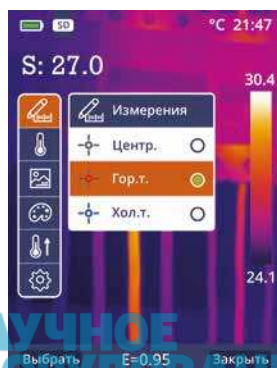 SD °C 21:47
S: 27.0
30.4
Измерения
Центр.
Гор.т.
Хол.т.
24.1
Выбрать E=0.95 Закрыть